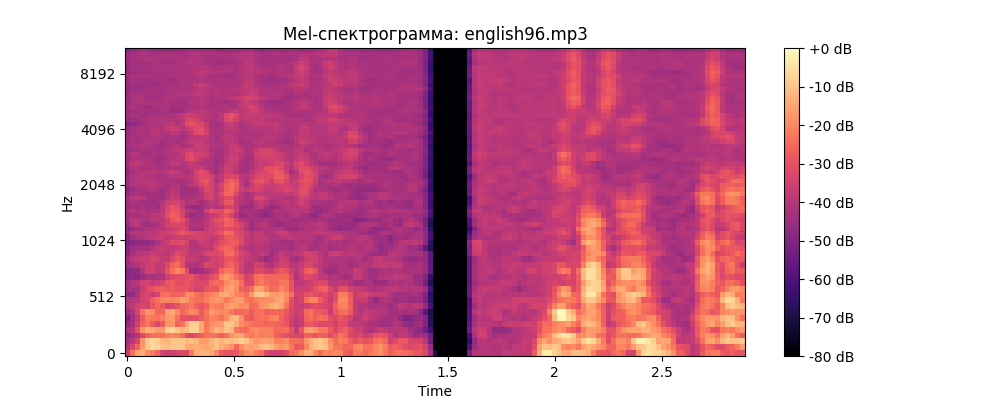 Mel-спектрограмма: english96.mp3
Hz
8192
4096
2048
1024
512
0
0 0.5 1 1.5 2 2.5
Time
+0 dB
-10 dB
-20 dB
-30 dB
-40 dB
-50 dB
-60 dB
-70 dB
-80 dB